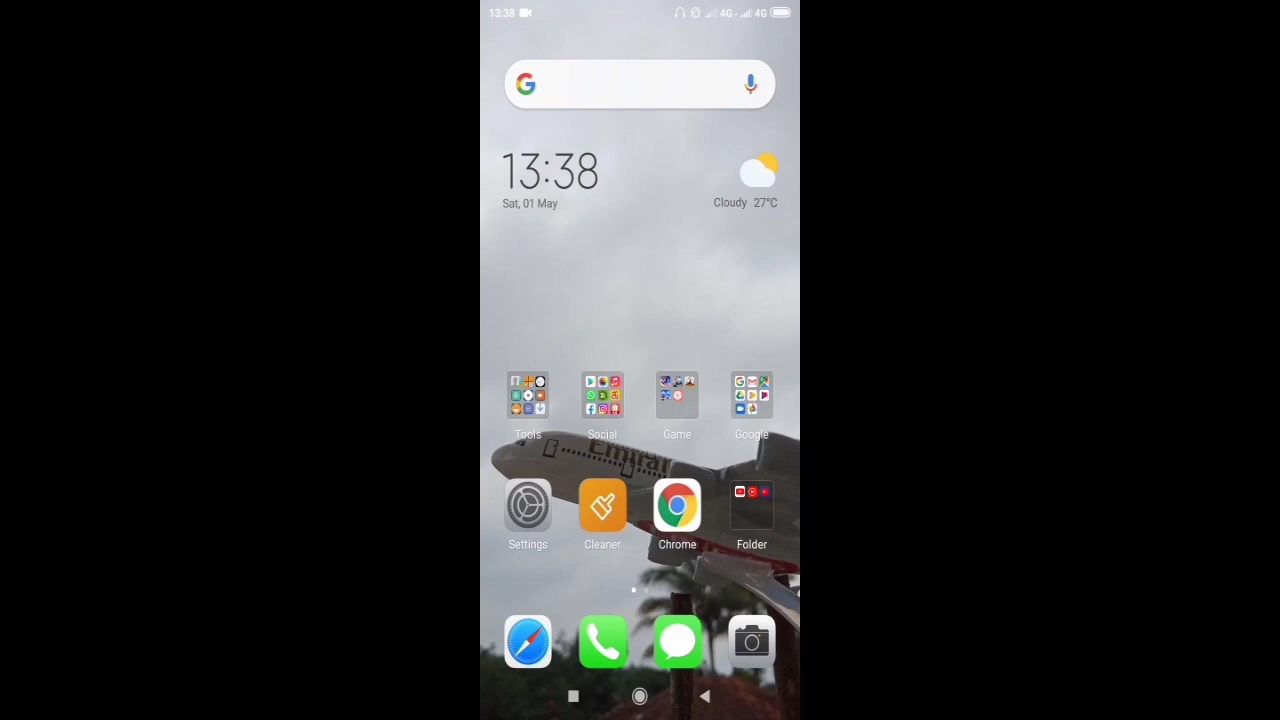 13:38
4G
4G
13:38
Sat, 01 May
Cloudy 27°C
Tools
Social
Game
Google
Emirat
Settings
Cleaner
Chrome
Folder